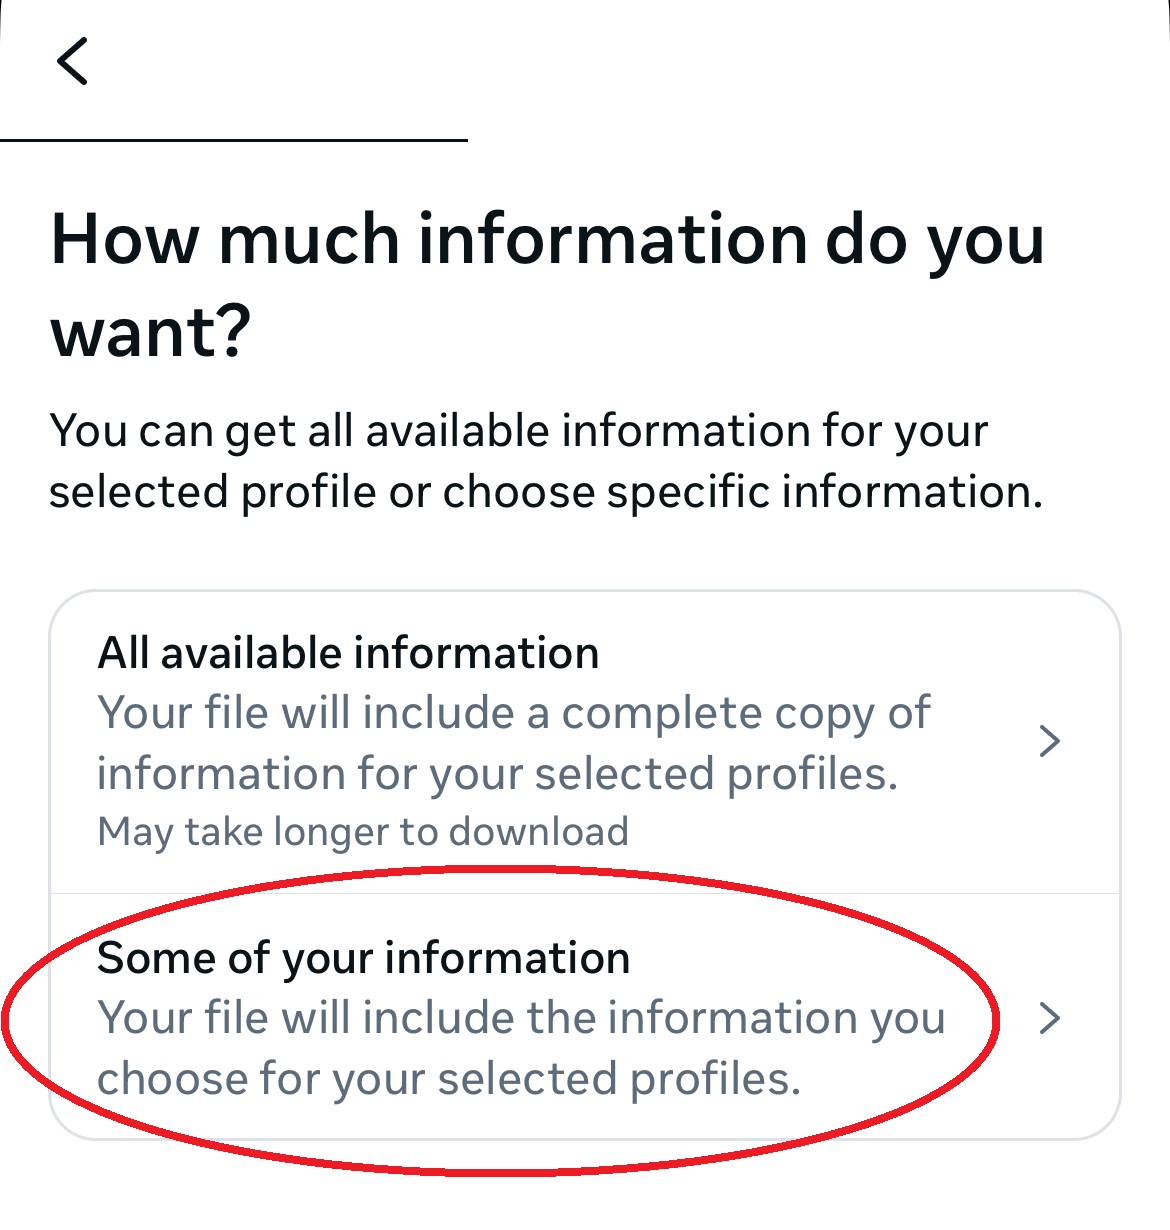 How much information do you
want?
You can get all available information for your
selected profile or choose specific information.
All available information
Your file will include a complete copy of
information for your selected profiles.
May take longer to download
Some of your information
Your file will include the information you
choose for your selected profiles.